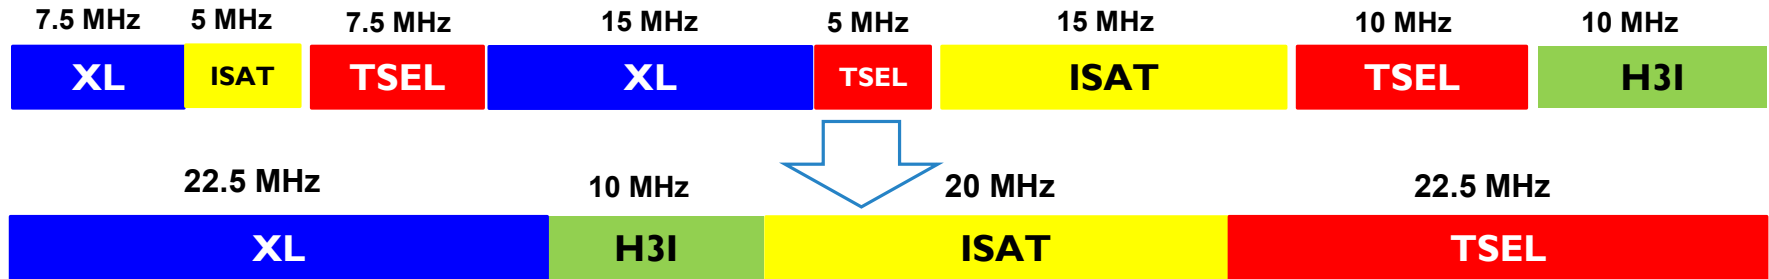 7.5 MHz 5 MHz 7.5 MHz 15 MHz 5 MHz 15 MHz 10 MHz 10 MHz
XL ISAT TSEL XL TSEL ISAT TSEL H3I
22.5 MHz 10 MHz 20 MHz 22.5 MHz
XL H3I ISAT TSEL